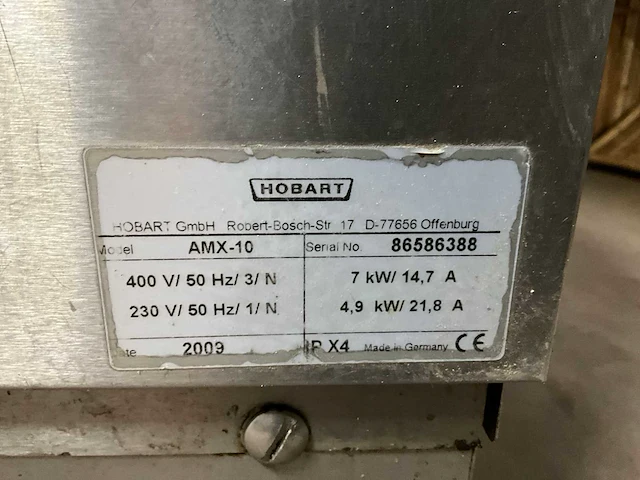 HOBART
HOBART GmbH Robert-Bosch-Str 17 D-77656 Offenburg
Model AMX-10 Serial No. 86586388
400 V/ 50 Hz/ 3/ N 7 kW/ 14,7 A
230 V/ 50 Hz/ 1/ N 4,9 kW/ 21,8 A
Date 2009 IP X4 Made in Germany CE